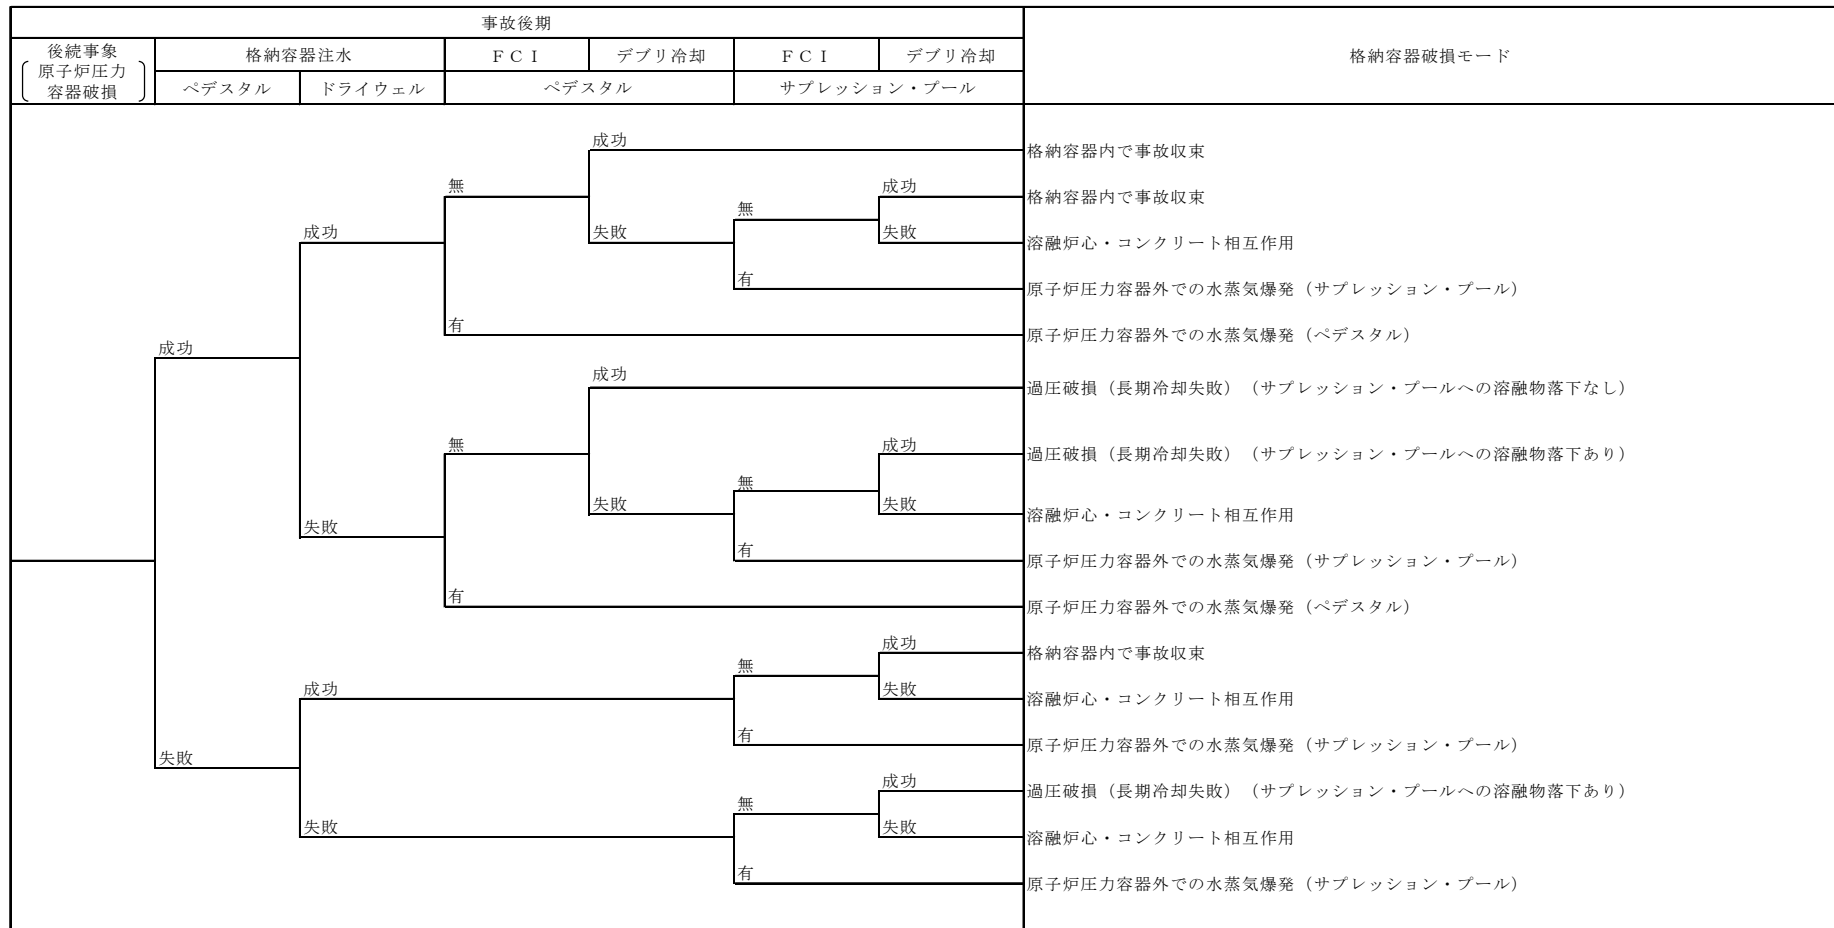 事故後期
後続事象
原子炉圧力
容器破損
格納容器注水
ＦＣＩ
デブリ冷却
ＦＣＩ
デブリ冷却
格納容器破損モード
ペデスタル
ドライウェル
ペデスタル
サプレッション・プール
成功
格納容器内で事故収束
無
成功
格納容器内で事故収束
無
成功
失敗
失敗
溶融炉心・コンクリート相互作用
有
原子炉圧力容器外での水蒸気爆発（サプレッション・プール）
有
原子炉圧力容器外での水蒸気爆発（ペデスタル）
成功
成功
過圧破損（長期冷却失敗）（サプレッション・プールへの溶融物落下なし）
無
成功
過圧破損（長期冷却失敗）（サプレッション・プールへの溶融物落下あり）
無
失敗
失敗
溶融炉心・コンクリート相互作用
失敗
有
原子炉圧力容器外での水蒸気爆発（サプレッション・プール）
有
原子炉圧力容器外での水蒸気爆発（ペデスタル）
成功
格納容器内で事故収束
無
成功
失敗
溶融炉心・コンクリート相互作用
有
原子炉圧力容器外での水蒸気爆発（サプレッション・プール）
失敗
成功
過圧破損（長期冷却失敗）（サプレッション・プールへの溶融物落下あり）
無
失敗
失敗
溶融炉心・コンクリート相互作用
有
原子炉圧力容器外での水蒸気爆発（サプレッション・プール）